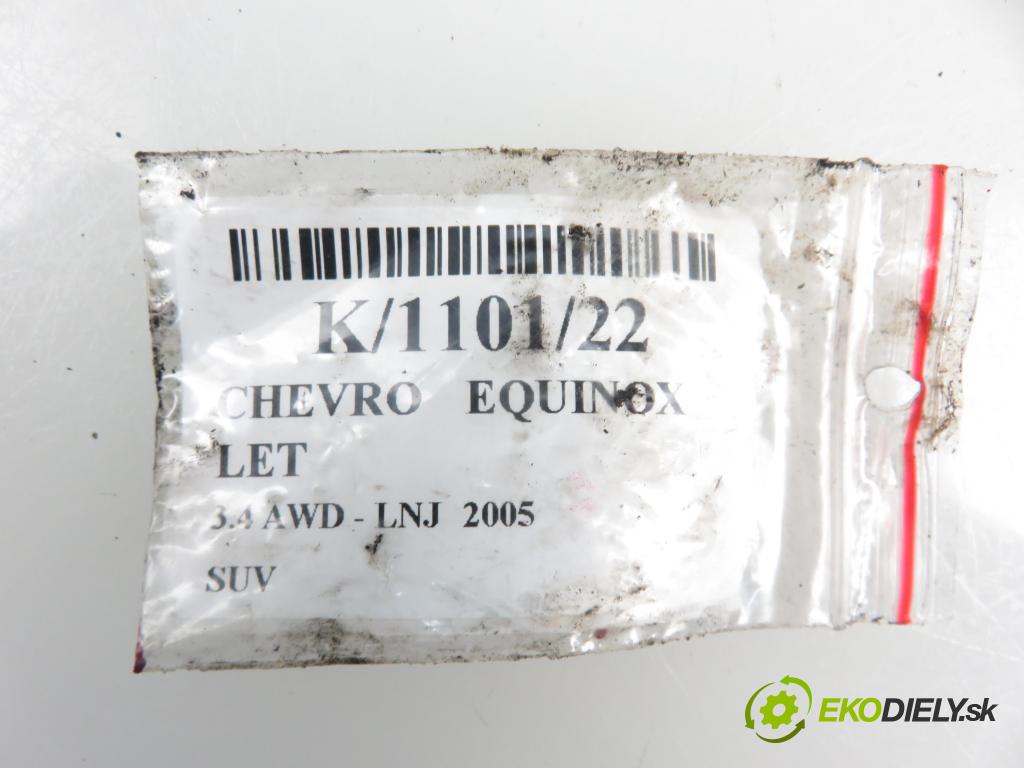 K/1101/22
CHEVRO EQUINOX
LET
3.4 AWD - LNJ 2005
SUV
EKODIELY.sk